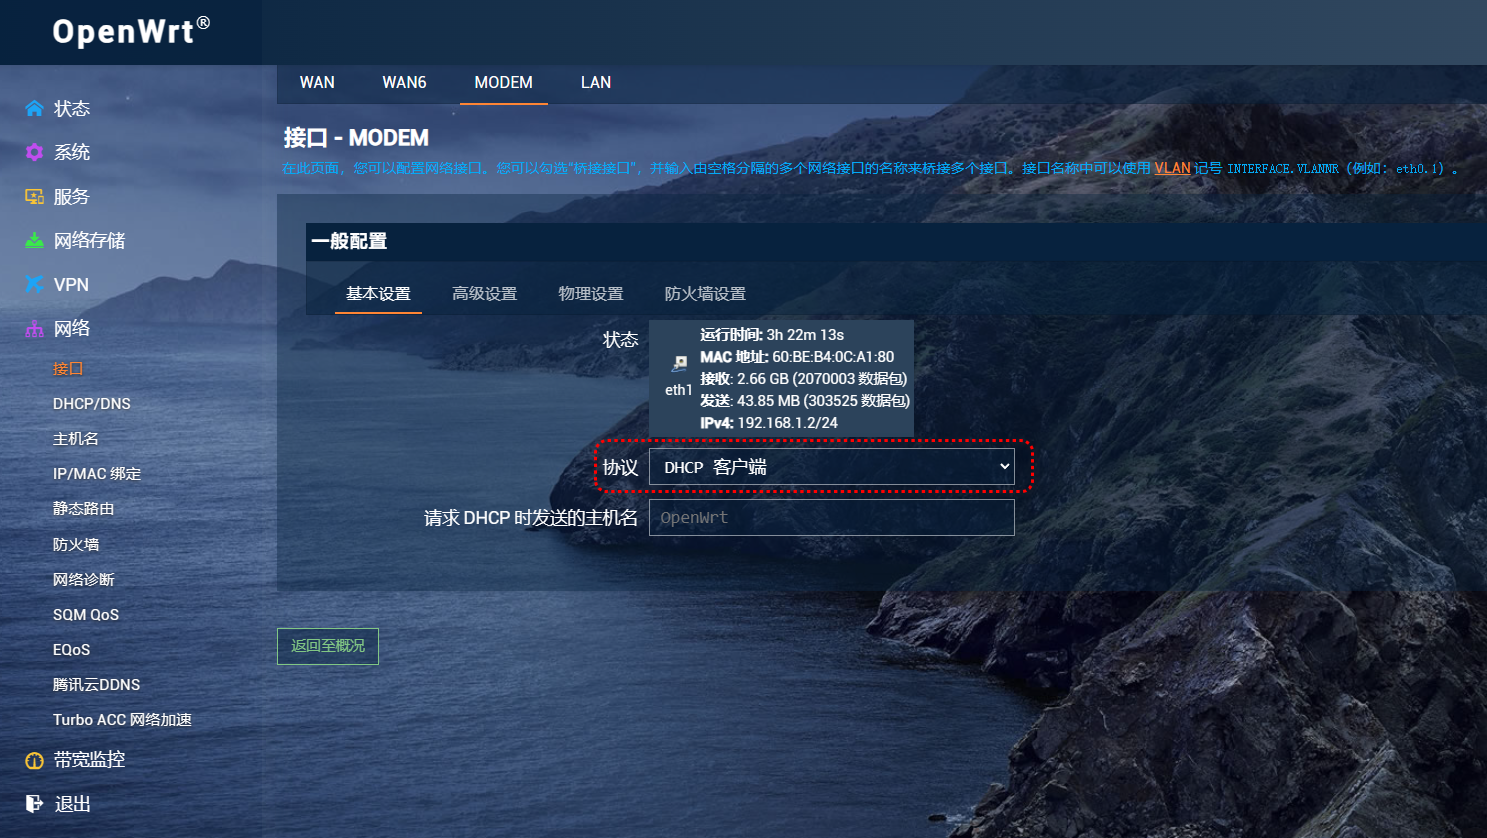 OpenWrt®
WAN WAN6 MODEM LAN
状态
系统
服务
网络存储
VPN
网络
接口
DHCP/DNS
主机名
IP/MAC 绑定
静态路由
防火墙
网络诊断
SQM QoS
EQoS
腾讯云DDNS
Turbo ACC 网络加速
带宽监控
退出
接口 - MODEM
在此页面，您可以配置网络接口。您可以勾选"桥接接口"，并输入由空格分隔的多个网络接口的名称来桥接多个接口。接口名称中可以使用 VLAN 记号 INTERFACE.VLANNR（例如：eth0.1）。
一般配置
基本设置 高级设置 物理设置 防火墙设置
状态
eth1
运行时间: 3h 22m 13s
MAC 地址: 60:BE:B4:0C:A1:80
接收: 2.66 GB (2070003 数据包)
发送: 43.85 MB (303525 数据包)
IPv4: 192.168.1.2/24
协议 DHCP 客户端
请求 DHCP 时发送的主机名 OpenWrt
返回至概况